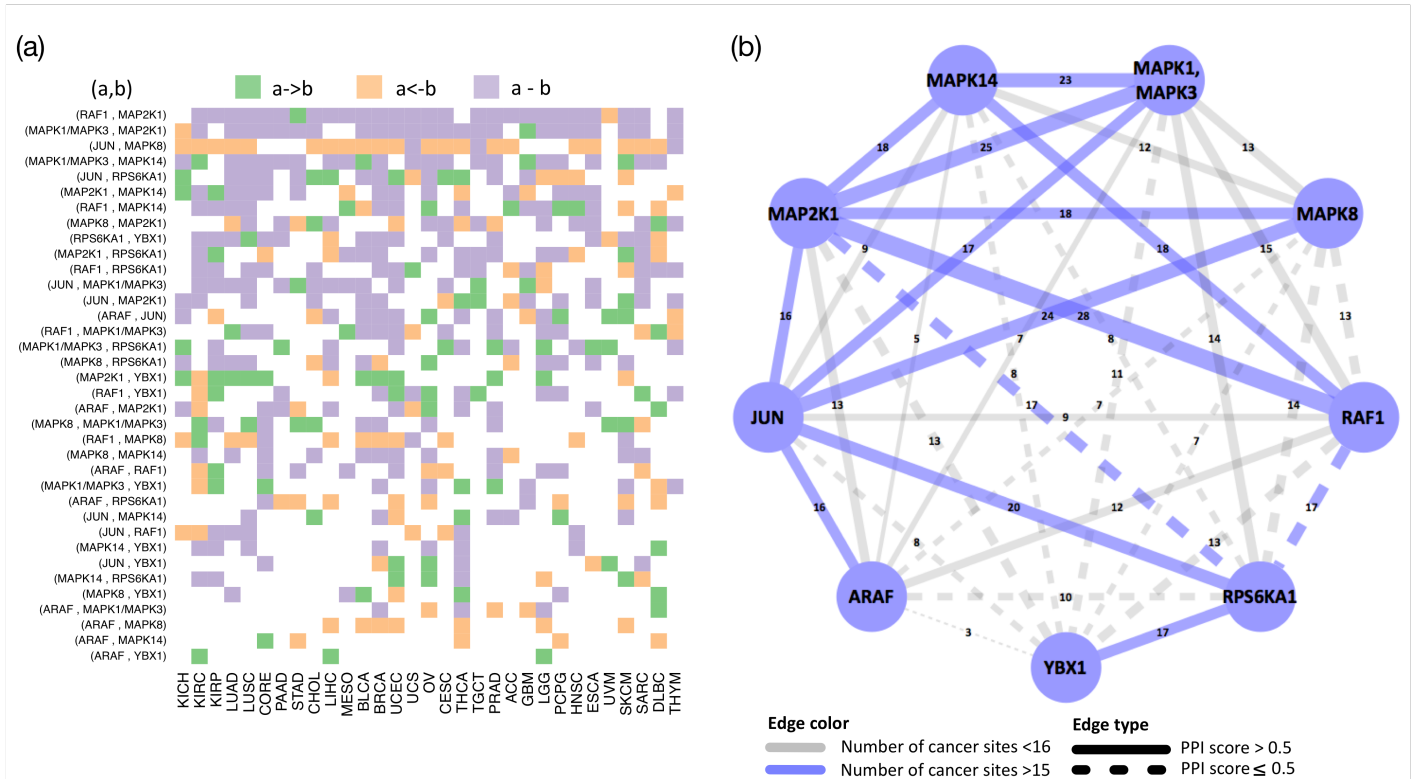 (a)
(a,b)
a->b
a<-b
a - b
(RAF1 , MAP2K1)
(MAPK1/MAPK3 , MAP2K1)
(JUN , MAPK8)
(MAPK1/MAPK3 , MAPK14)
(JUN , RPS6KA1)
(MAP2K1 , MAPK14)
(RAF1 , MAPK14)
(MAPK8 , MAP2K1)
(RPS6KA1 , YBX1)
(MAP2K1 , RPS6KA1)
(RAF1 , RPS6KA1)
(JUN , MAPK1/MAPK3)
(JUN , MAP2K1)
(ARAF , JUN)
(RAF1 , MAPK1/MAPK3)
(MAPK1/MAPK3 , RPS6KA1)
(MAPK8 , RPS6KA1)
(MAP2K1 , YBX1)
(RAF1 , YBX1)
(ARAF , MAP2K1)
(MAPK8 , MAPK1/MAPK3)
(RAF1 , MAPK8)
(MAPK8 , MAPK14)
(ARAF , RAF1)
(MAPK1/MAPK3 , YBX1)
(ARAF , RPS6KA1)
(JUN , MAPK14)
(JUN , RAF1)
(MAPK14 , YBX1)
(JUN , YBX1)
(MAPK14 , RPS6KA1)
(MAPK8 , YBX1)
(ARAF , MAPK1/MAPK3)
(ARAF , MAPK8)
(ARAF , MAPK14)
(ARAF , YBX1)
KICH
KIRC
KIRP
LUAD
LUSC
CORE
PAAD
STAD
CHOL
LIHC
MESO
BLCA
BRCA
UCEC
UCS
OV
CESC
THCA
TGCT
PRAD
ACC
GBM
LGG
PCPG
HNSC
ESCA
UVM
SKCM
SARC
DLBC
THYM
(b)
MAPK14
23
MAPK1,
MAPK3
18
25
12
13
MAP2K1
18
MAPK8
9
17
18
15
16
24
28
13
5
7
8
14
8
11
13
17
7
14
JUN
9
RAF1
13
7
16
20
12
17
8
13
ARAF
10
RPS6KA1
3
17
YBX1
Edge color
Number of cancer sites <16
Number of cancer sites >15
Edge type
PPI score > 0.5
PPI score ≤ 0.5